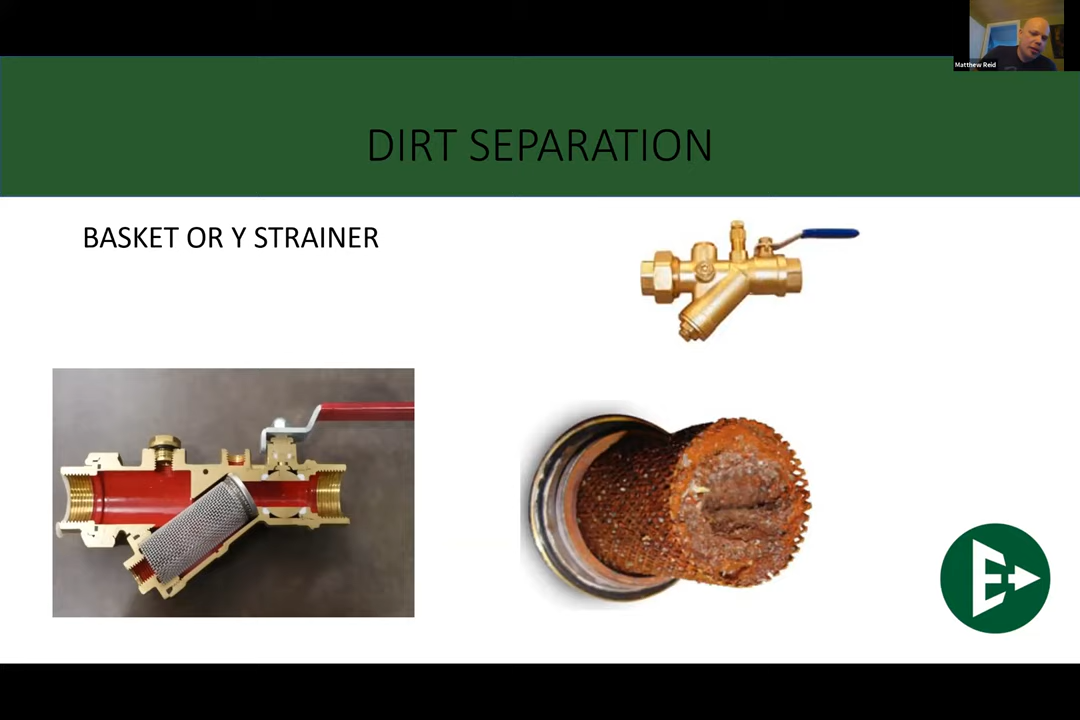 Matthew Reid
DIRT SEPARATION
BASKET OR Y STRAINER